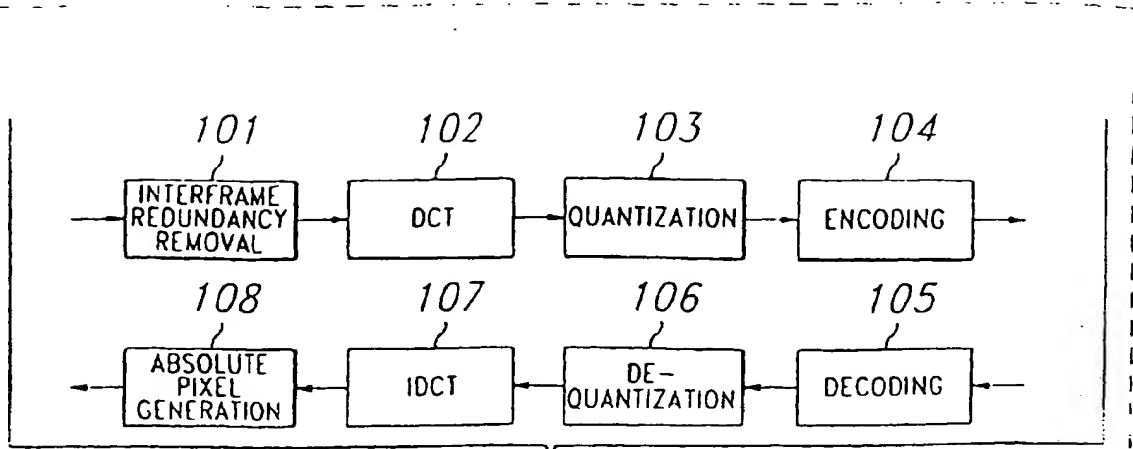 101
102
103
104
INTERFRAME
REDUNDANCY
REMOVAL
DCT
QUANTIZATION
ENCODING
108
107
106
105
ABSOLUTE
PIXEL
GENERATION
IDCT
DE-
QUANTIZATION
DECODING